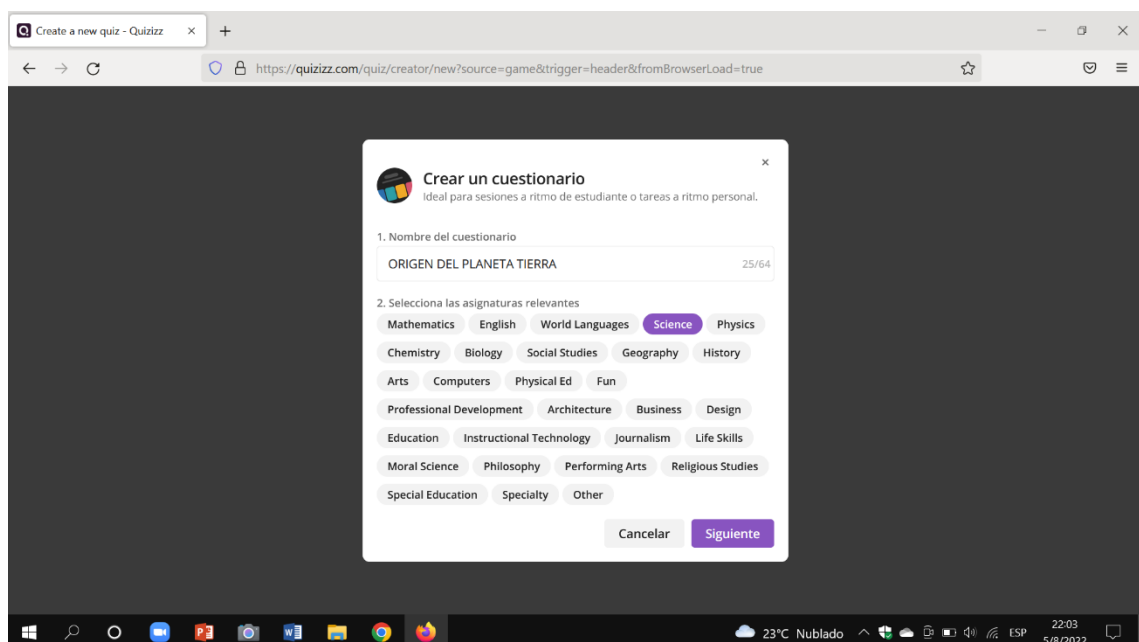 Create a new quiz - Quizizz
https://quizizz.com/quiz/creator/new?source=game&trigger=header&fromBrowserLoad=true
Crear un cuestionario
Ideal para sesiones a ritmo de estudiante o tareas a ritmo personal.
1. Nombre del cuestionario
ORIGEN DEL PLANETA TIERRA 25/64
2. Selecciona las asignaturas relevantes
Mathematics English World Languages Science Physics
Chemistry Biology Social Studies Geography History
Arts Computers Physical Ed Fun
Professional Development Architecture Business Design
Education Instructional Technology Journalism Life Skills
Moral Science Philosophy Performing Arts Religious Studies
Special Education Specialty Other
Cancelar Siguiente
23°C Nublado ESP 22:03
5/8/2022